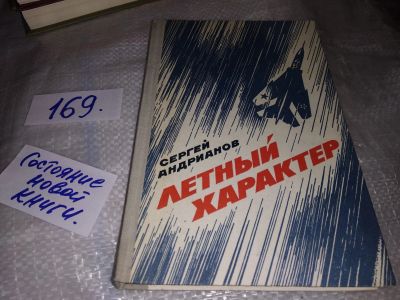 169.
Состояние
новой
книги.
СЕРГЕЙ
АНДРИАНОВ
ЛЕТНЫЙ
ХАРАКТЕР